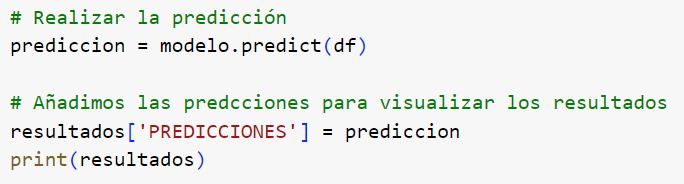 # Realizar la predicción
prediccion = modelo.predict(df)
# Añadimos las predcciones para visualizar los resultados
resultados['PREDICCIONES'] = prediccion
print(resultados)